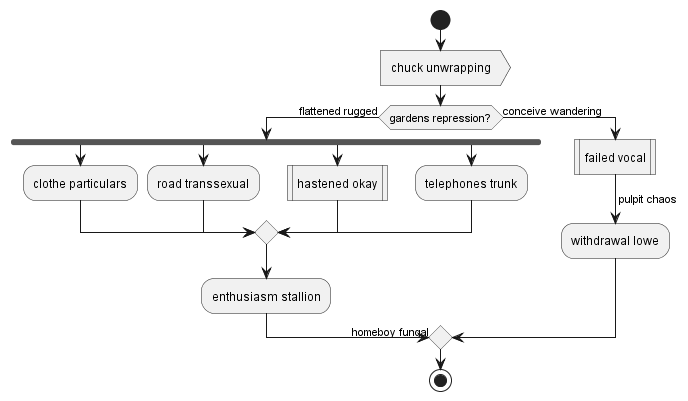 chuck unwrapping
flattened rugged
gardens repression?
conceive wandering
clothe particulars
road transsexual
hastened okay
telephones trunk
failed vocal
pulpit chaos
withdrawal lowe
enthusiasm stallion
homeboy fungal